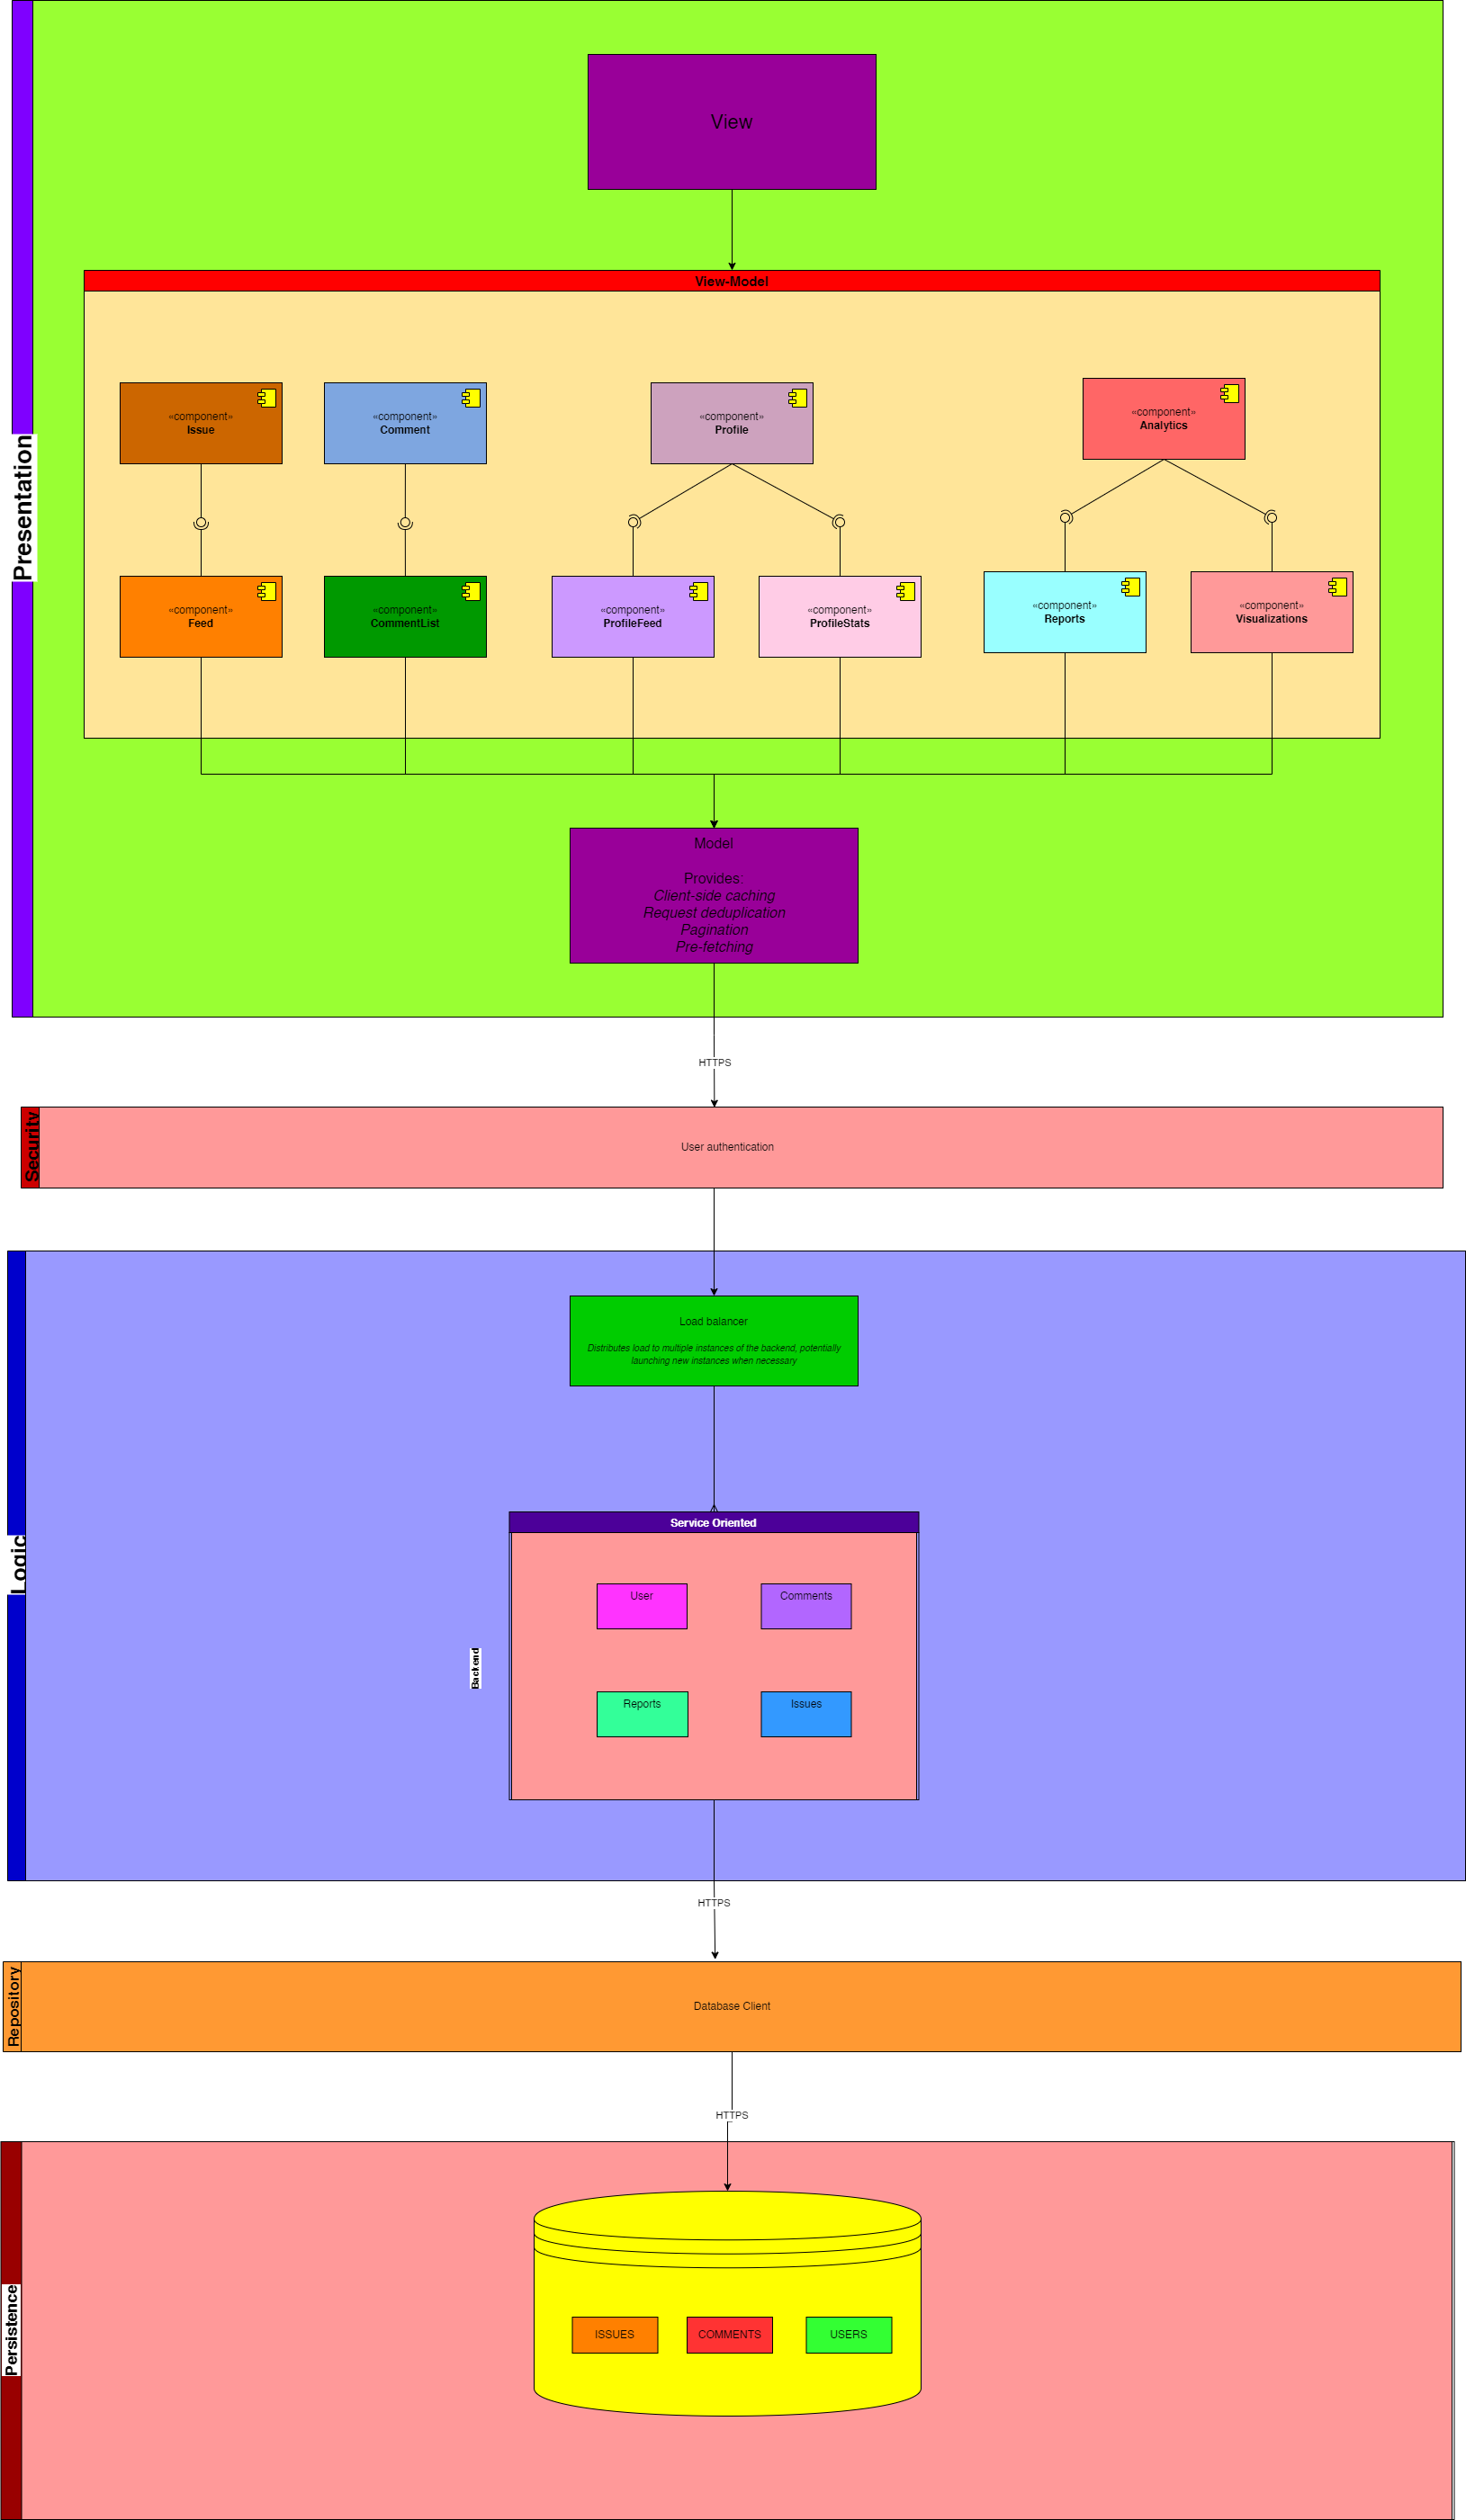 Presentation
View
View-Model
«component»
Issue
«component»
Comment
«component»
Profile
«component»
Analytics
«component»
Feed
«component»
CommentList
«component»
ProfileFeed
«component»
ProfileStats
«component»
Reports
«component»
Visualizations
Model
Provides:
Client-side caching
Request deduplication
Pagination
Pre-fetching
HTTPS
Security
User authentication
Logic
Load balancer
Distributes load to multiple instances of the backend, potentially
launching new instances when necessary
Service Oriented
Backend
User
Comments
Reports
Issues
HTTPS
Repository
Database Client
HTTPS
Persistence
ISSUES
COMMENTS
USERS